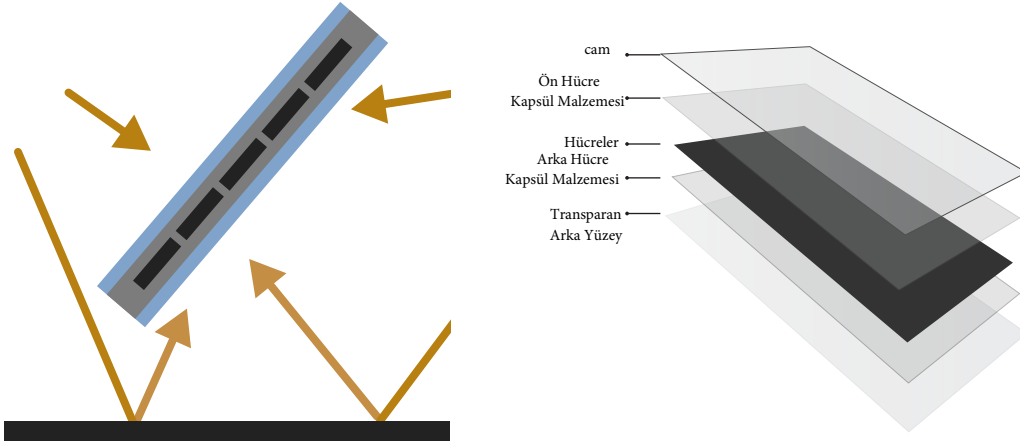 cam
Ön Hücre
Kapsül Malzemesi
Hücreler
Arka Hücre
Kapsül Malzemesi
Transparan
Arka Yüzey